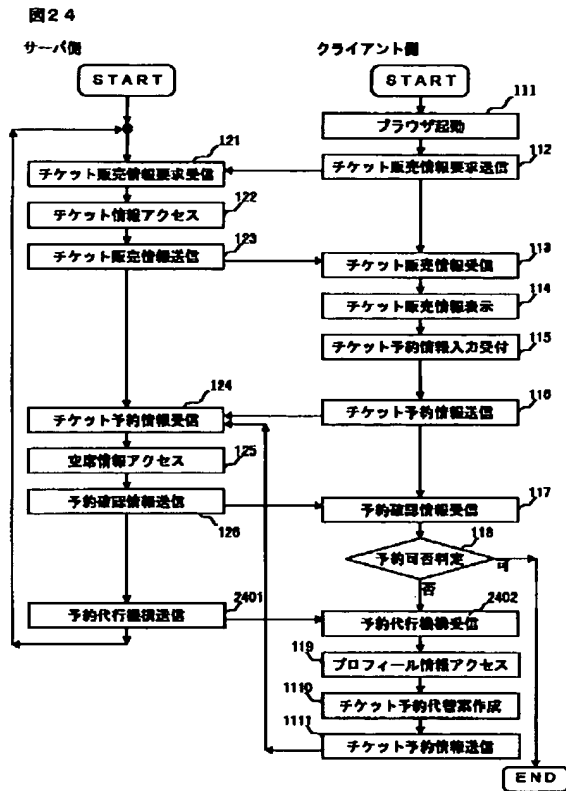 図24
サーバ側
クライアント側
START
START
111
ブラウザ起動
121
112
チケット販売情報要求受信
チケット販売情報要求送信
122
チケット情報アクセス
123
チケット販売情報送信
113
チケット販売情報受信
114
チケット販売情報表示
115
チケット予約情報入力受付
124
116
チケット予約情報受信
チケット予約情報送信
125
空席情報アクセス
117
予約確認情報送信
予約確認情報受信
126
118
予約可否判定
可
否
2401
2402
予約代行機構送信
予約代行機構受信
119
プロフィール情報アクセス
1110
チケット予約代替案作成
1111
チケット予約情報送信
END